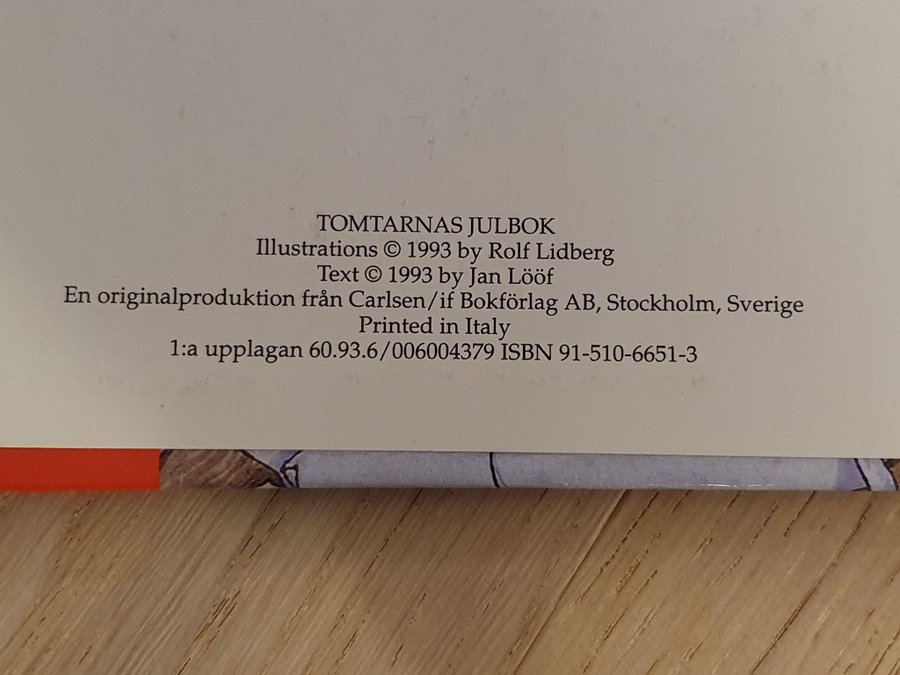 TOMTARNAS JULBOK
Illustrations © 1993 by Rolf Lidberg
Text © 1993 by Jan Lööf
En originalproduktion från Carlsen/if Bokförlag AB, Stockholm, Sverige
Printed in Italy
1:a upplagan 60.93.6/006004379 ISBN 91-510-6651-3